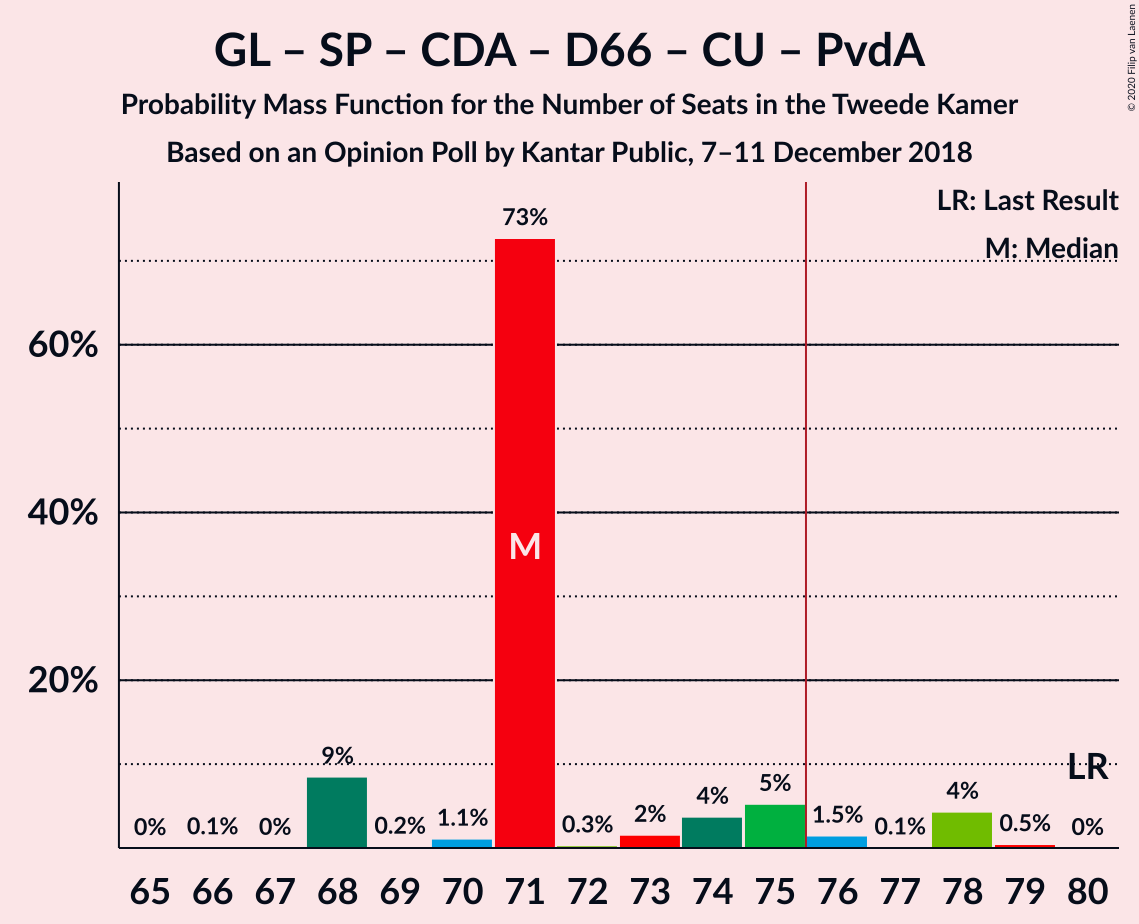 GL – SP – CDA – D66 – CU – PvdA
Probability Mass Function for the Number of Seats in the Tweede Kamer
Based on an Opinion Poll by Kantar Public, 7–11 December 2018
© 2020 Filip van Laenen
LR: Last Result
M: Median
73%
60%
40%
20%
M
LR
0% 0.1% 0% 9% 0.2% 1.1% 0.3% 2% 4% 5% 1.5% 0.1% 4% 0.5% 0%
65 66 67 68 69 70 71 72 73 74 75 76 77 78 79 80